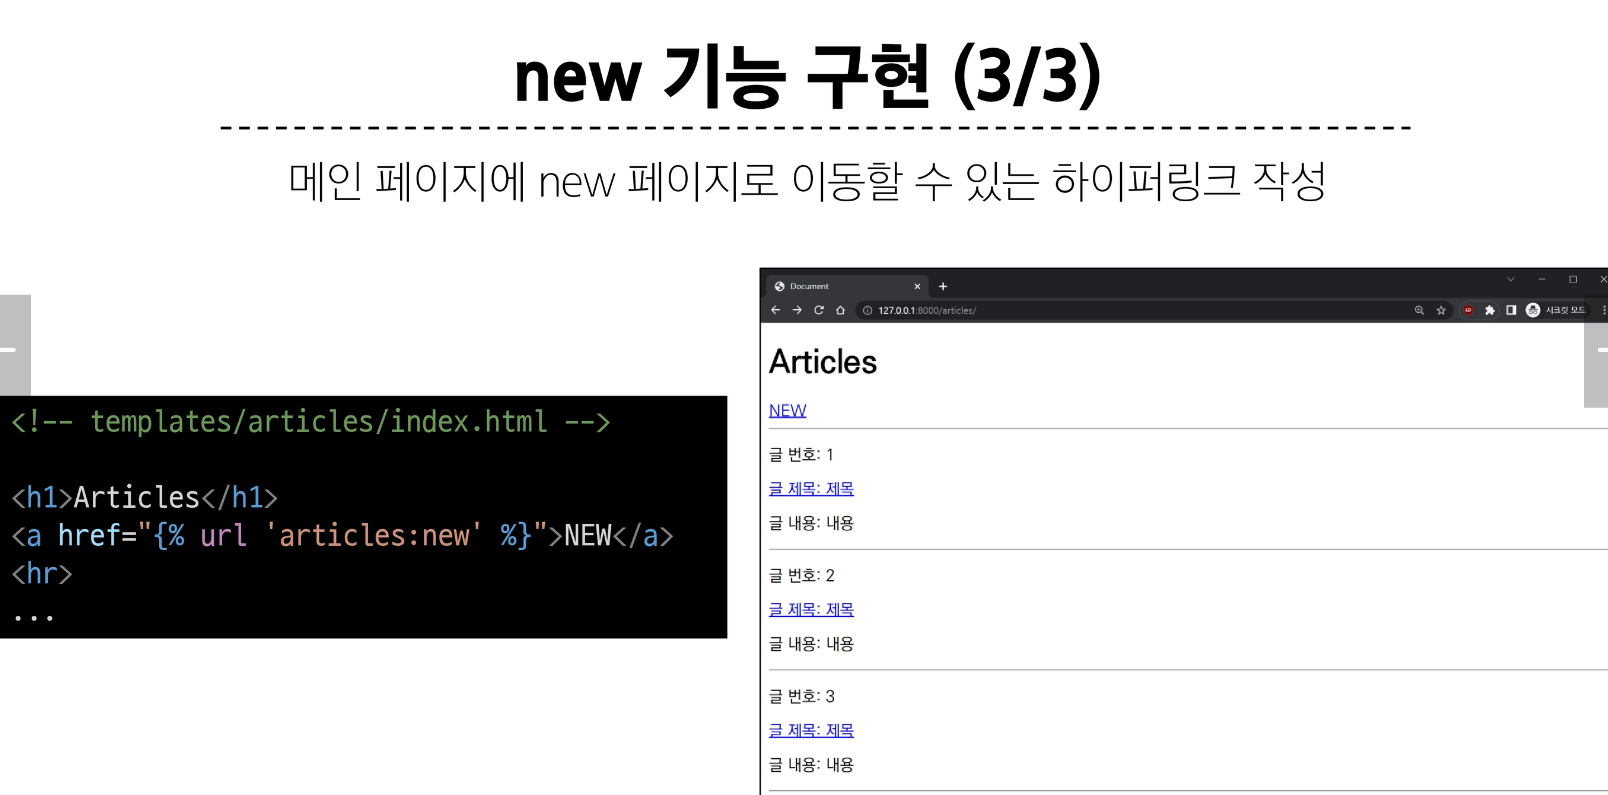 new 기능 구현 (3/3)
메인 페이지에 new 페이지로 이동할 수 있는 하이퍼링크 작성
<!-- templates/articles/index.html -->
<h1>Articles</h1>
<a href="{% url 'articles:new' %}">NEW</a>
<hr>
...
Document
127.0.0.1:8000/articles/
시크릿 모드
Articles
NEW
글 번호: 1
글 제목: 제목
글 내용: 내용
글 번호: 2
글 제목: 제목
글 내용: 내용
글 번호: 3
글 제목: 제목
글 내용: 내용